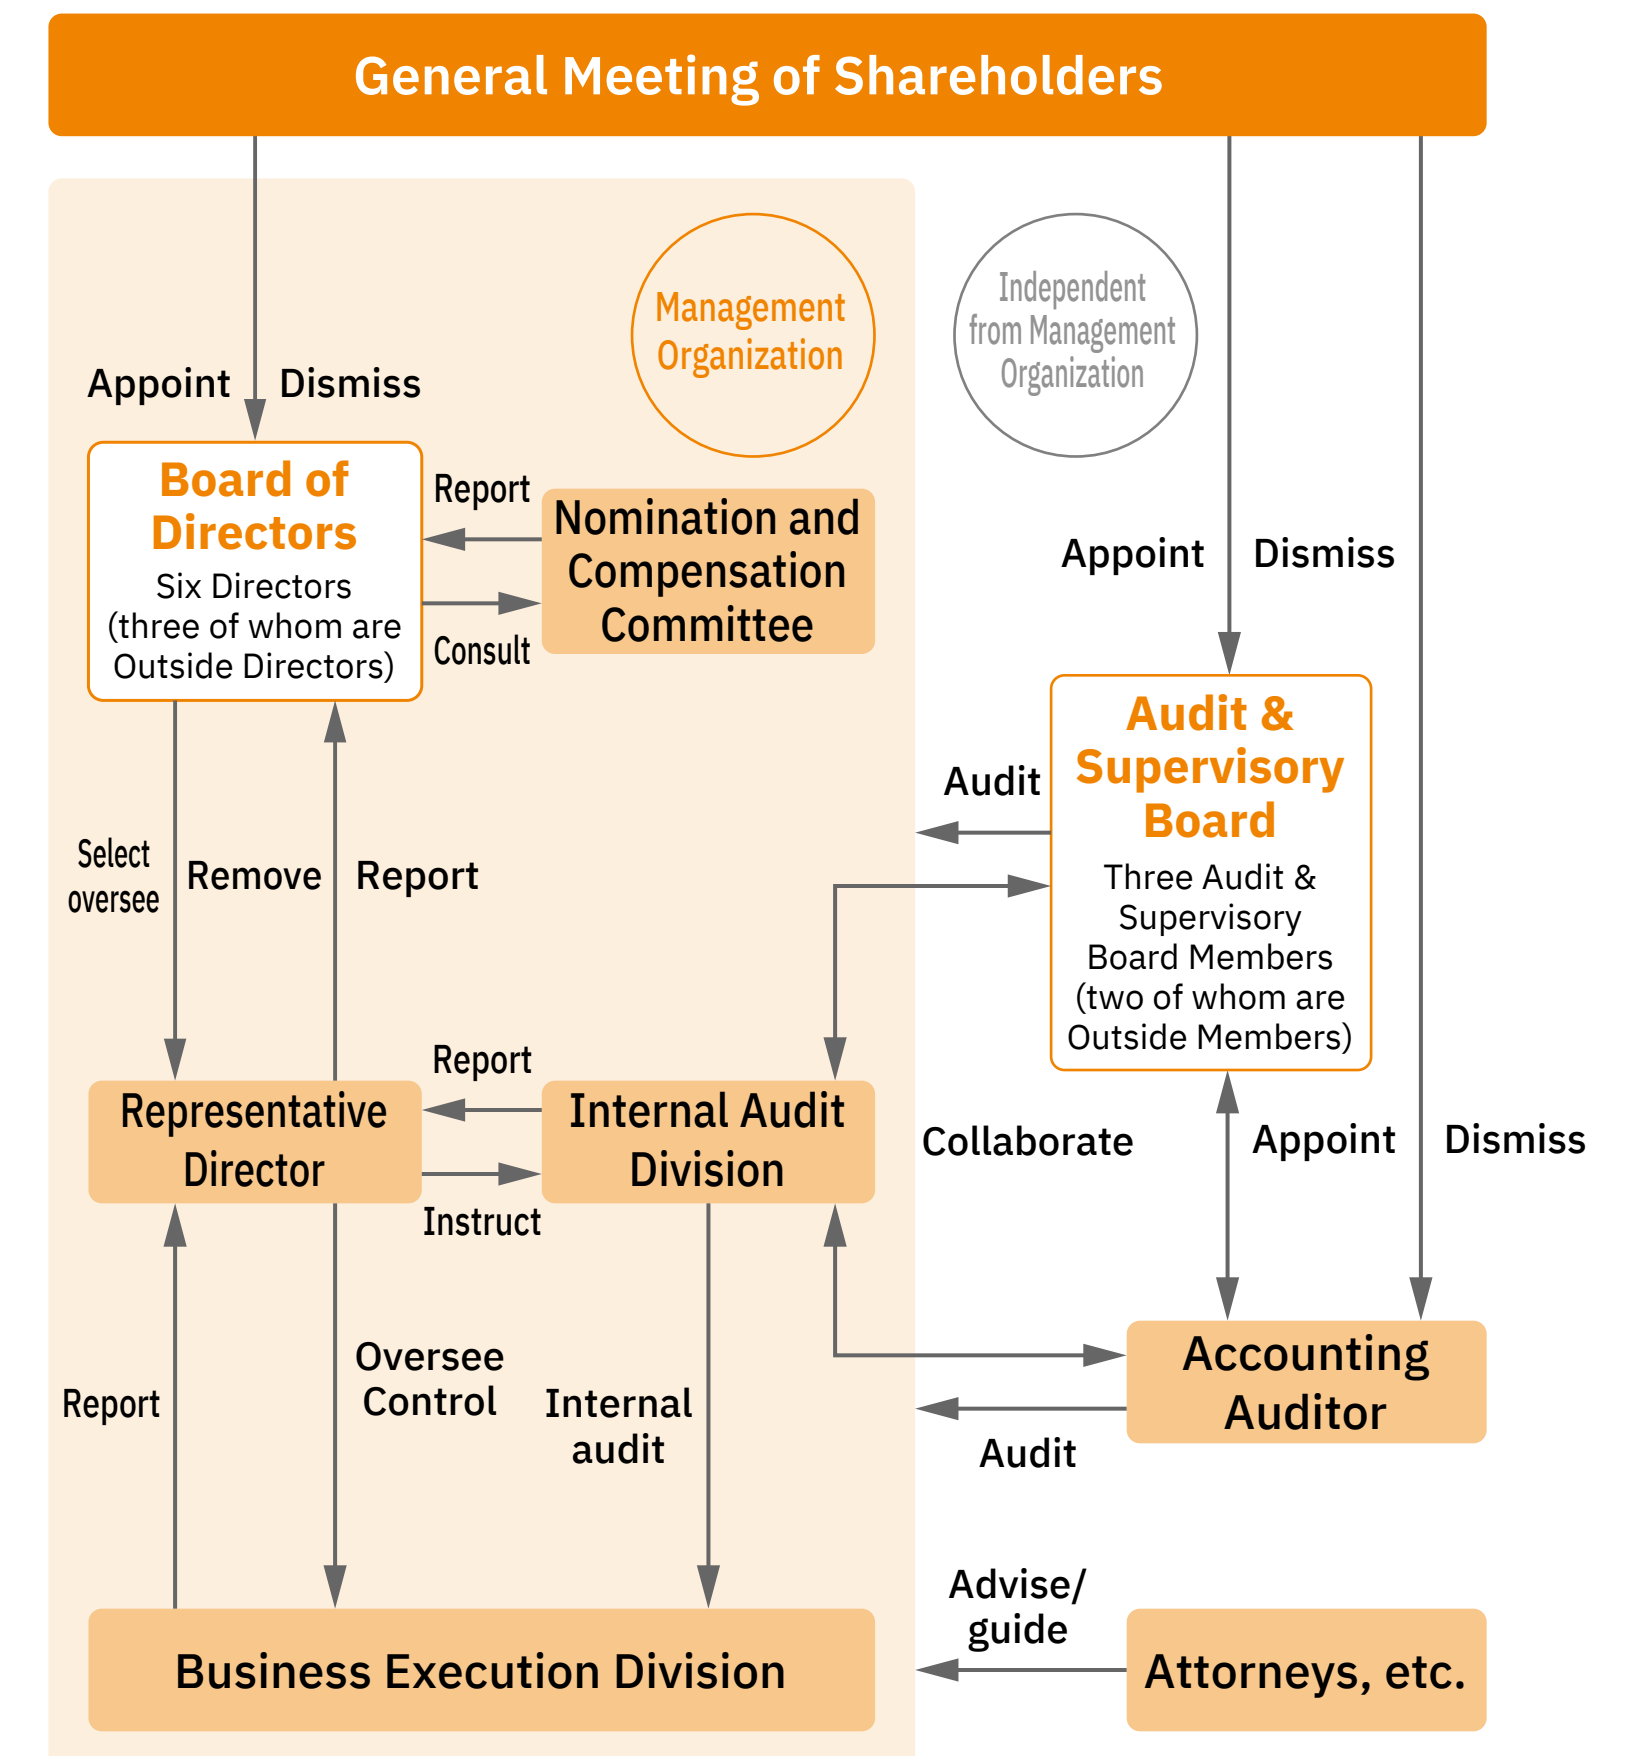 General Meeting of Shareholders
Management
Organization
Independent
from Management
Organization
Appoint
Dismiss
Board of
Directors
Six Directors
(three of whom are
Outside Directors)
Report
Consult
Nomination and
Compensation
Committee
Appoint
Dismiss
Audit &
Supervisory
Board
Three Audit &
Supervisory
Board Members
(two of whom are
Outside Members)
Audit
Select
oversee
Remove
Report
Representative
Director
Report
Instruct
Internal Audit
Division
Collaborate
Appoint
Dismiss
Report
Oversee
Control
Internal
audit
Accounting
Auditor
Audit
Business Execution Division
Advise/
guide
Attorneys, etc.